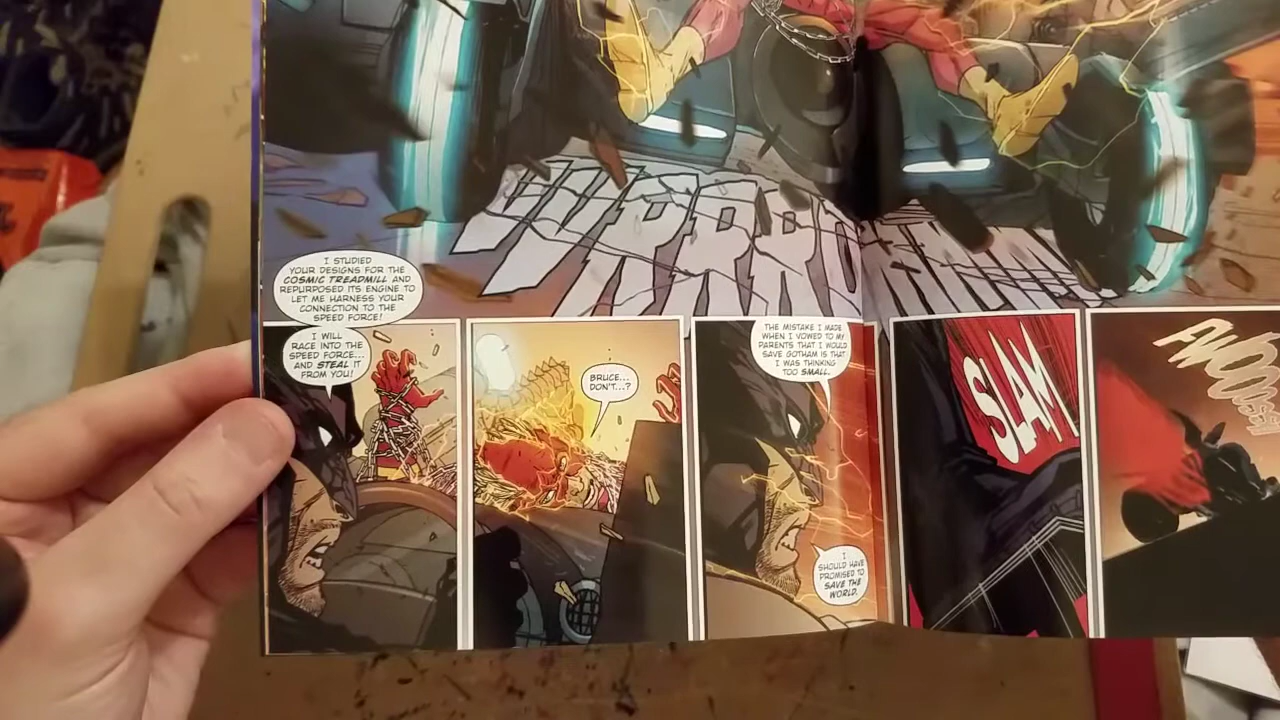 I STUDIED
YOUR DESIGNS FOR THE
COSMIC TREADMILL AND
REPURPOSED ITS ENGINE TO
LET ME HARNESS YOUR
CONNECTION TO THE
SPEED FORCE!
I WILL
RACE INTO THE
SPEED FORCE...
AND STEAL IT
FROM YOU!
BRUCE...
DON'T...?
THE MISTAKE I MADE
WHEN I VOWED TO MY
PARENTS THAT I WOULD
SAVE GOTHAM IS THAT
I WAS THINKING
TOO SMALL.
I
SHOULD HAVE
PROMISED TO
SAVE THE
WORLD.
SLAM